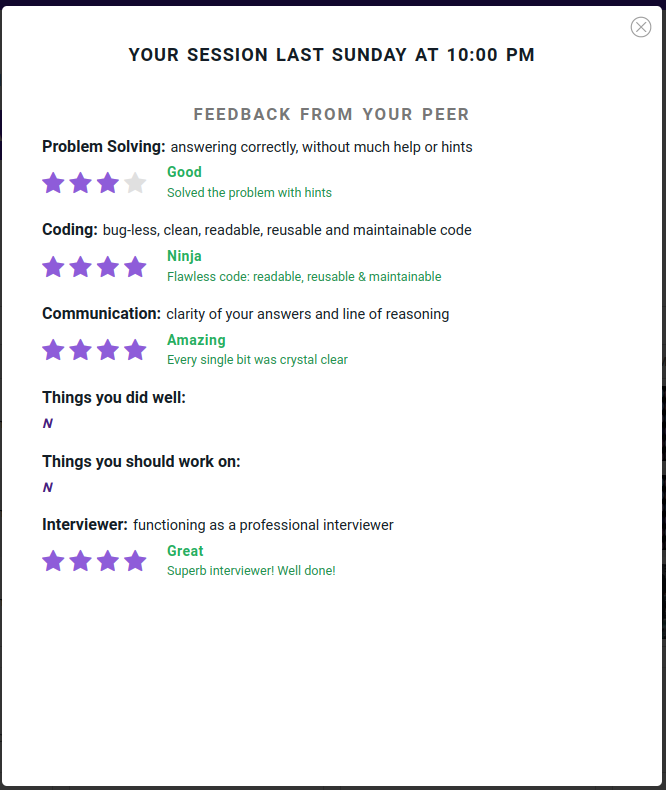 YOUR SESSION LAST SUNDAY AT 10:00 PM
FEEDBACK FROM YOUR PEER
Problem Solving: answering correctly, without much help or hints
Good
Solved the problem with hints
Coding: bug-less, clean, readable, reusable and maintainable code
Ninja
Flawless code: readable, reusable & maintainable
Communication: clarity of your answers and line of reasoning
Amazing
Every single bit was crystal clear
Things you did well:
N
Things you should work on:
N
Interviewer: functioning as a professional interviewer
Great
Superb interviewer! Well done!